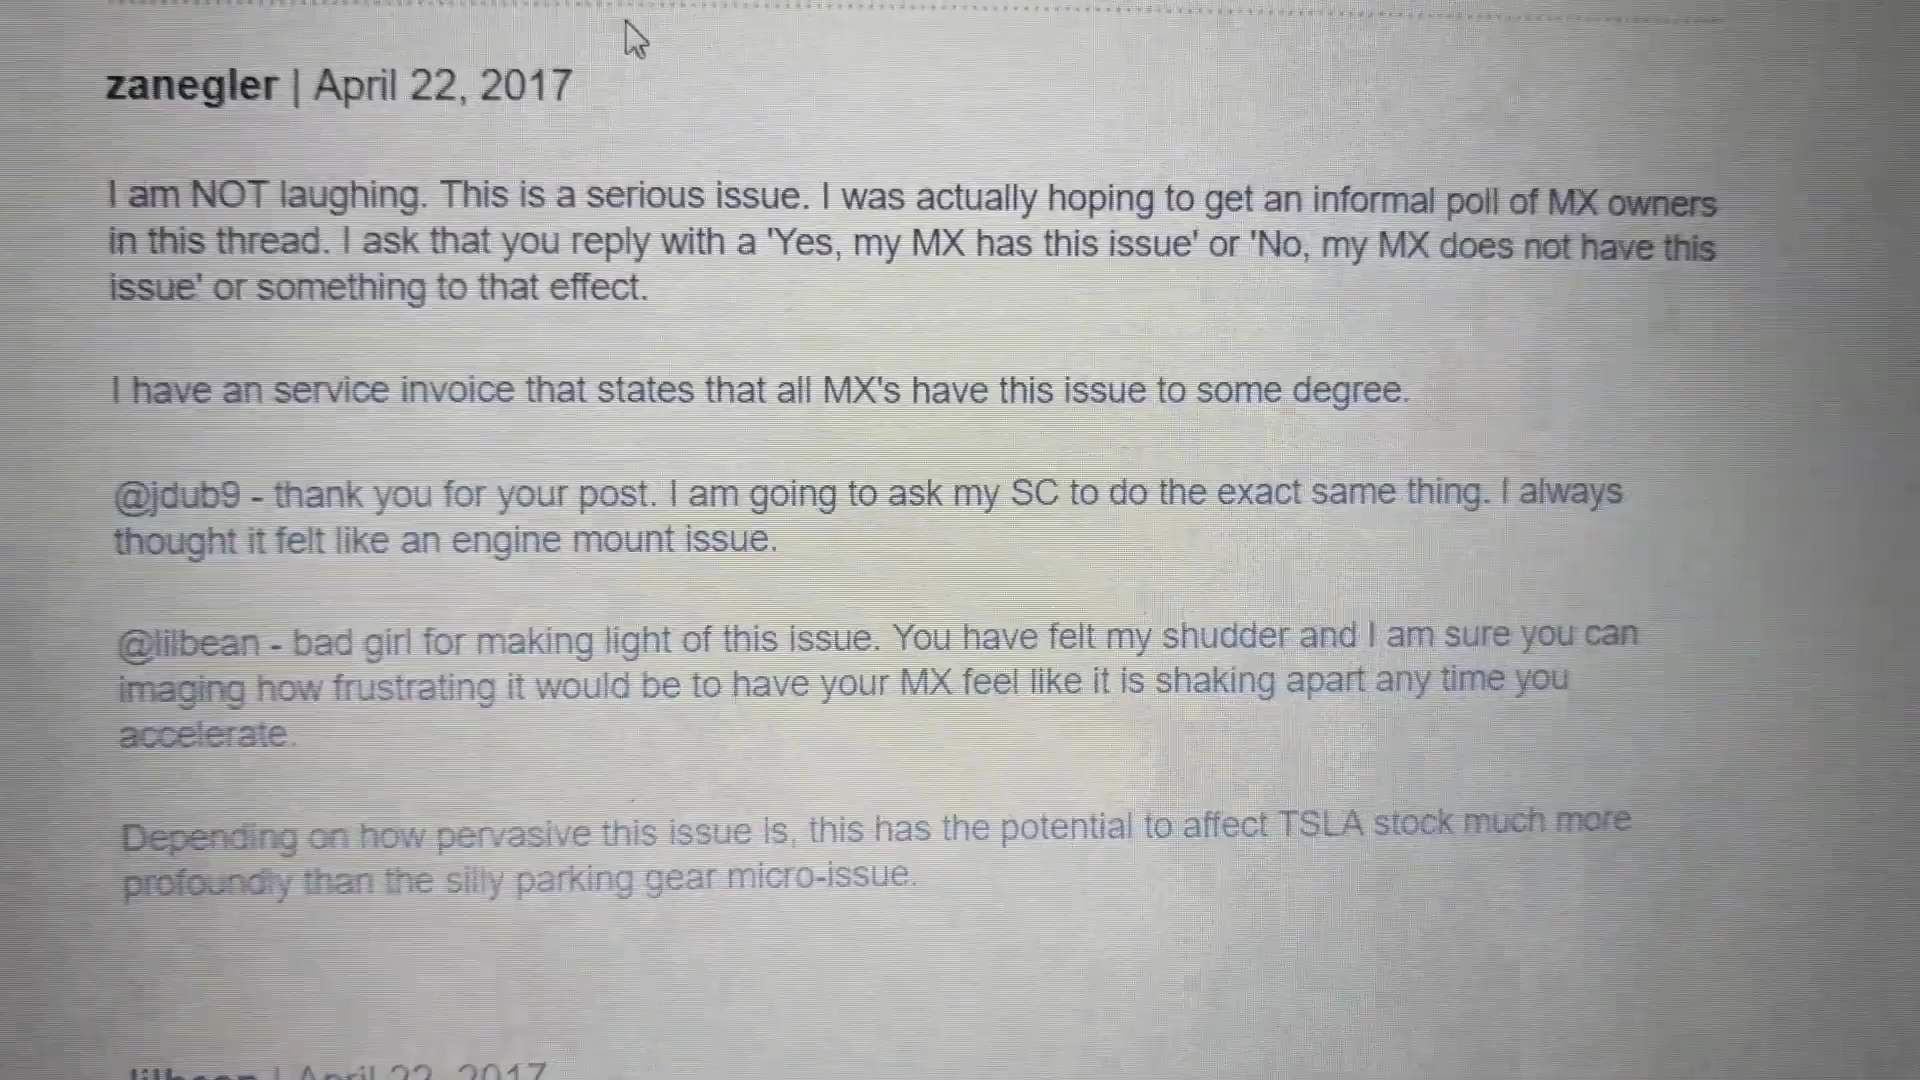 zanegler | April 22, 2017
I am NOT laughing. This is a serious issue. I was actually hoping to get an informal poll of MX owners
in this thread. I ask that you reply with a 'Yes, my MX has this issue' or 'No, my MX does not have this
issue' or something to that effect.
I have an service invoice that states that all MX's have this issue to some degree.
@jdub9 - thank you for your post. I am going to ask my SC to do the exact same thing. I always
thought it felt like an engine mount issue.
@lilbean - bad girl for making light of this issue. You have felt my shudder and I am sure you can
imaging how frustrating it would be to have your MX feel like it is shaking apart any time you
accelerate.
Depending on how pervasive this issue is, this has the potential to affect TSLA stock much more
profoundly than the silly parking gear micro-issue.
lilbean | April 22, 2017